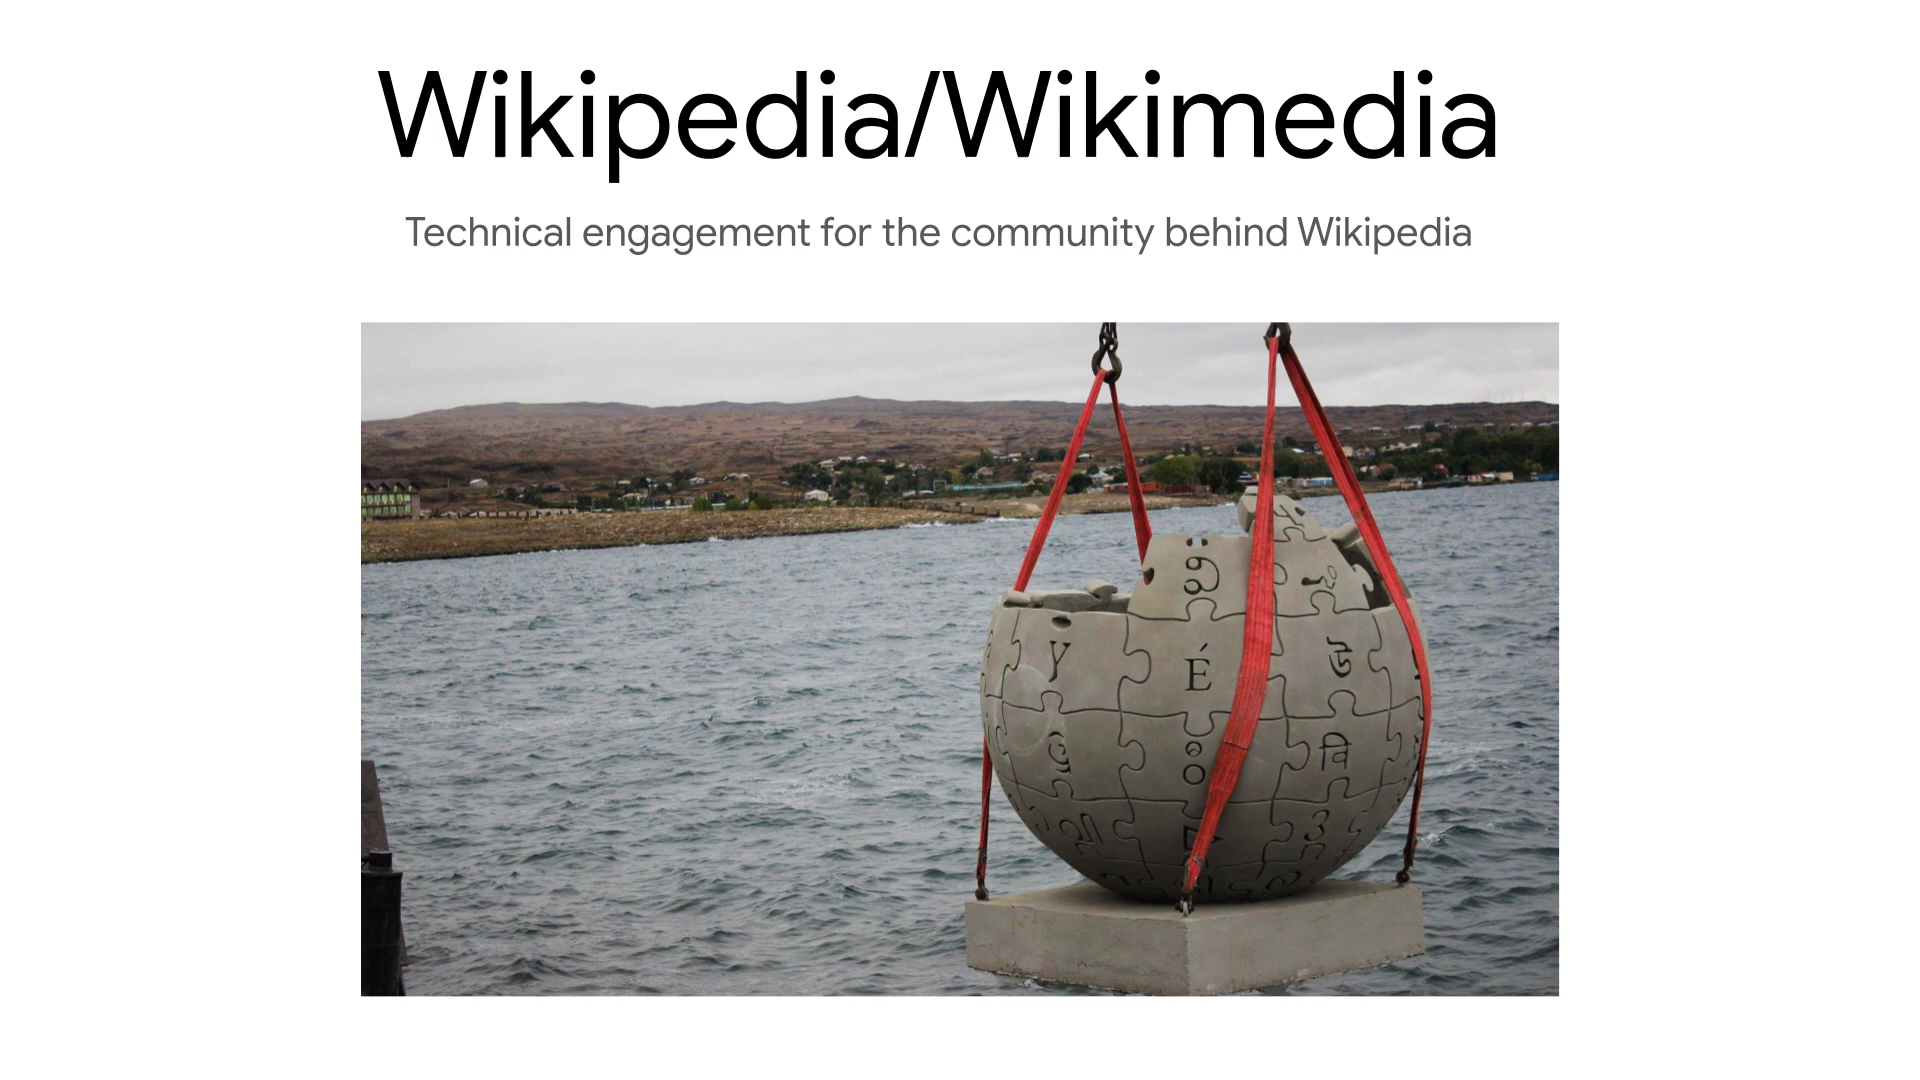 Wikipedia/Wikimedia
Technical engagement for the community behind Wikipedia
y
É
বি